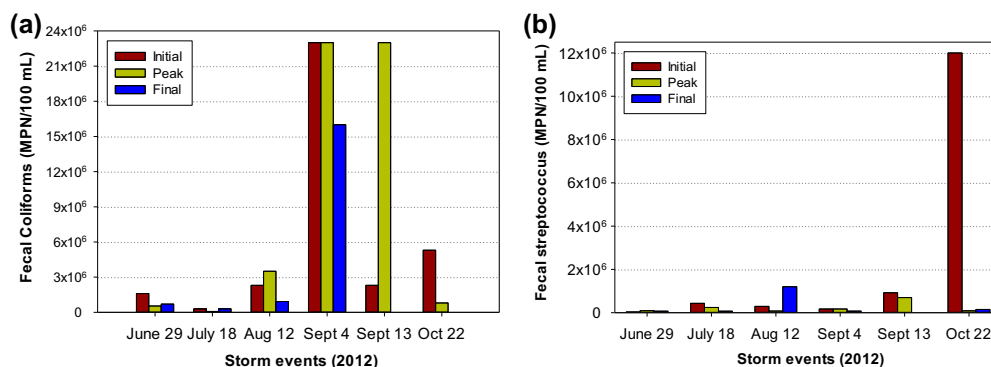 (a)
Fecal Coliforms (MPN/100 mL)
24x10⁶
21x10⁶
18x10⁶
15x10⁶
12x10⁶
9x10⁶
6x10⁶
3x10⁶
0
Initial
Peak
Final
June 29 July 18 Aug 12 Sept 4 Sept 13 Oct 22
Storm events (2012)
(b)
Fecal streptococcus (MPN/100 mL)
12x10⁶
10x10⁶
8x10⁶
6x10⁶
4x10⁶
2x10⁶
0
Initial
Peak
Final
June 29 July 18 Aug 12 Sept 4 Sept 13 Oct 22
Storm events (2012)